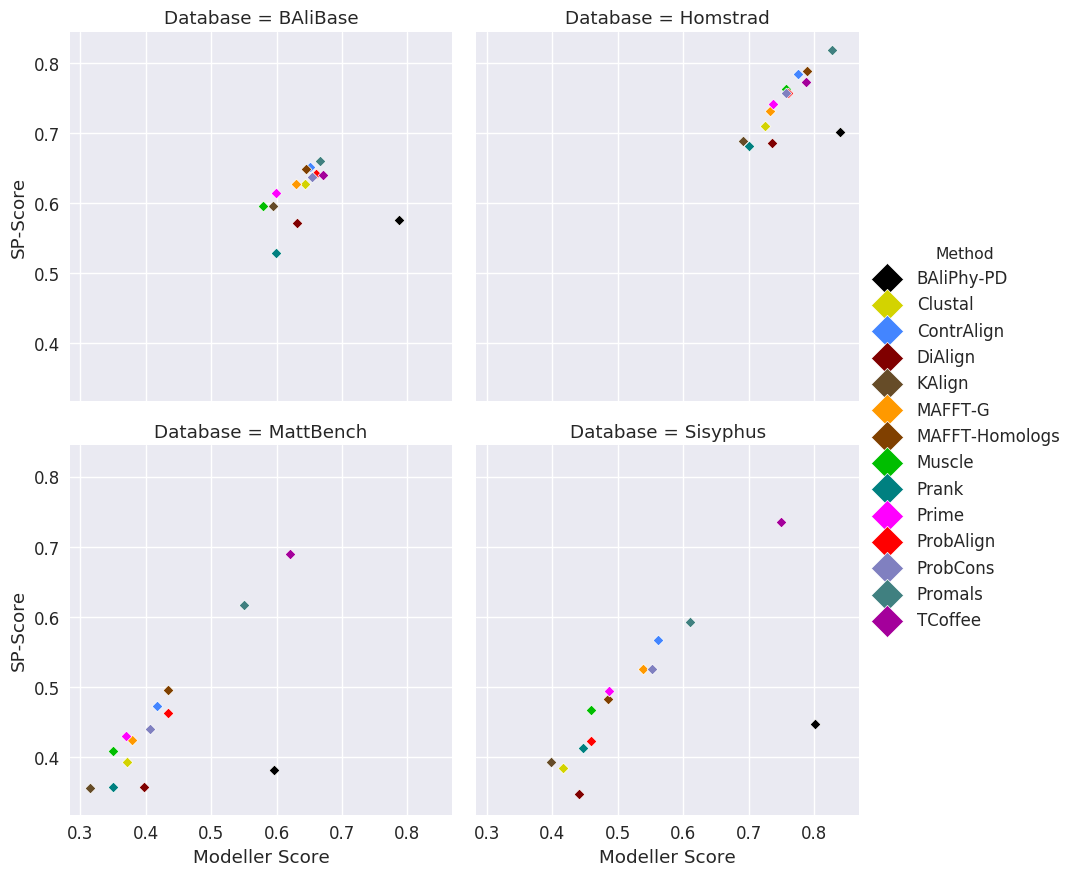 Database = BAliBase
Database = Homstrad
SP-Score
0.8
0.7
0.6
0.5
0.4
Database = MattBench
Database = Sisyphus
SP-Score
0.8
0.7
0.6
0.5
0.4
0.3 0.4 0.5 0.6 0.7 0.8
Modeller Score
0.3 0.4 0.5 0.6 0.7 0.8
Modeller Score
Method
BAliPhy-PD
Clustal
ContrAlign
DiAlign
KAlign
MAFFT-G
MAFFT-Homologs
Muscle
Prank
Prime
ProbAlign
ProbCons
Promals
TCoffee